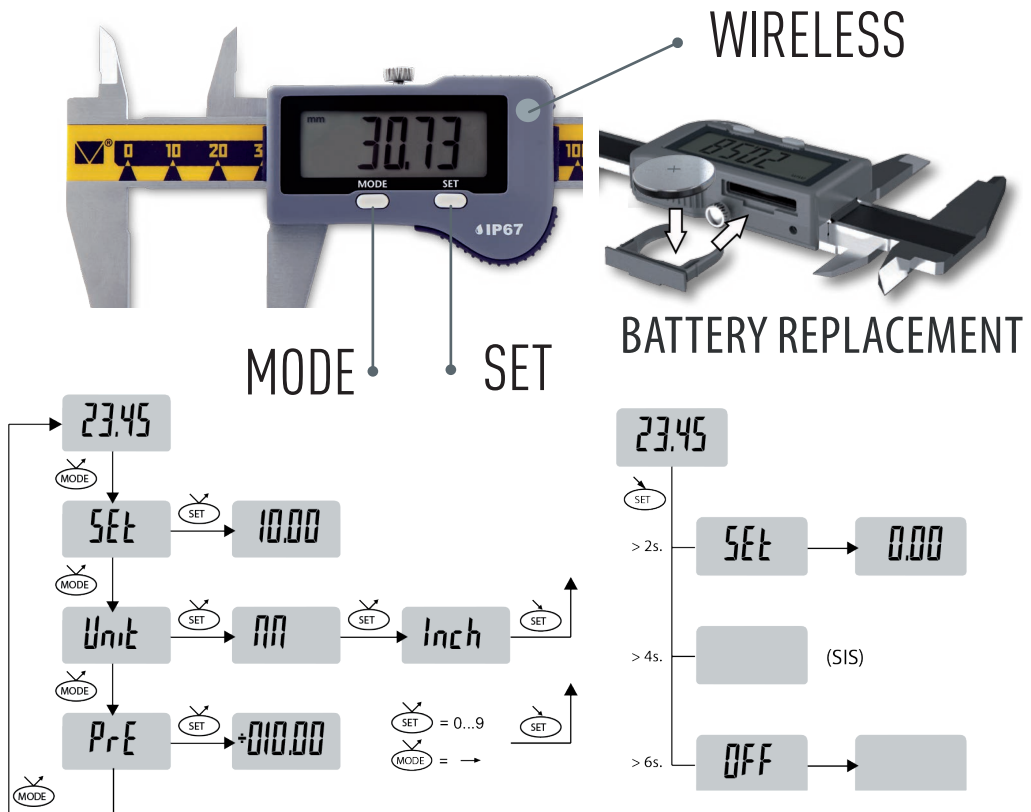 WIRELESS
mm 30.73
0 10 20 3 100
MODE SET
IP67
8502
BATTERY REPLACEMENT
MODE SET
23.45
MODE
SEt SET 10.00
MODE
Unit SET MM SET Inch SET
MODE
PrE SET ÷010.00
SET = 0...9 SET
MODE = →
MODE
23.45
SET
> 2s. SEt 0.00
> 4s. (SIS)
> 6s. OFF